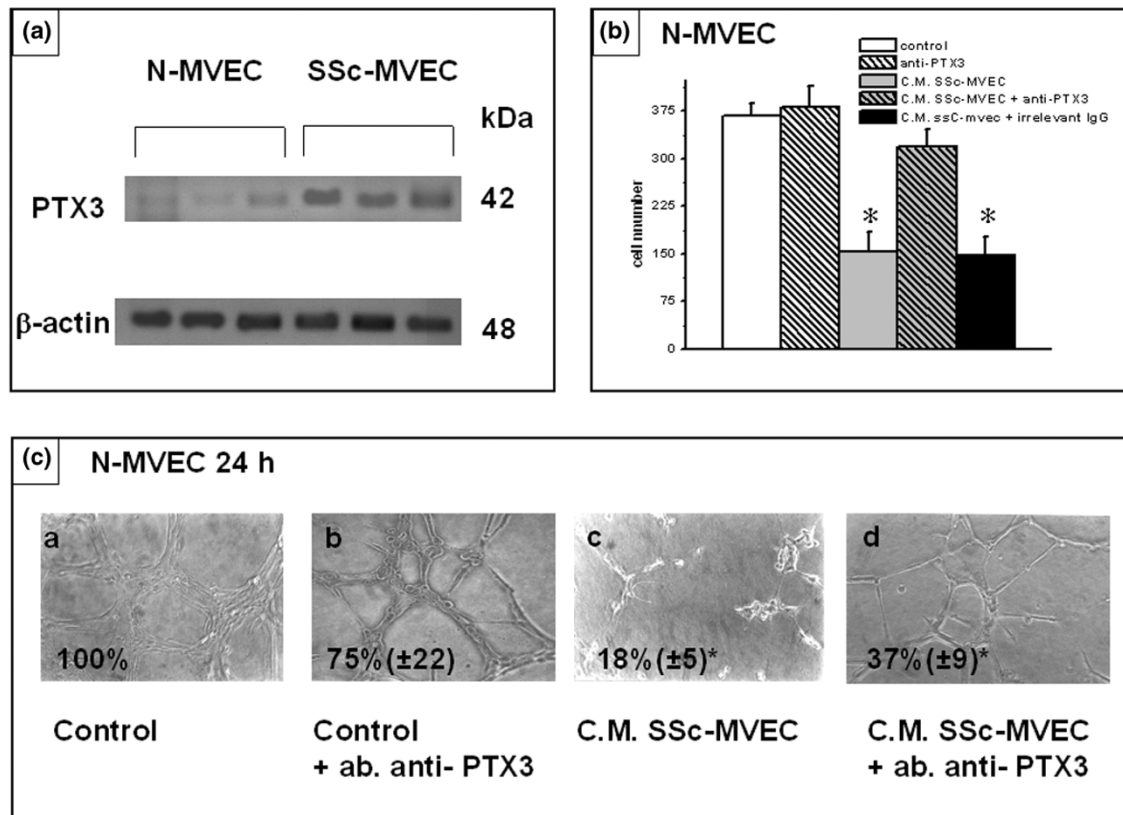 (a)
N-MVEC SSc-MVEC
kDa
PTX3
42
β-actin
48
(b) N-MVEC
control
anti-PTX3
C.M. SSc-MVEC
C.M. SSc-MVEC + anti-PTX3
C.M. ssC-mvec + irrelevant IgG
cell nnumber
375
300
225
150
75
0
* *
(c) N-MVEC 24 h
a b c d
100% 75%(±22) 18%(±5)* 37%(±9)*
Control Control C.M. SSc-MVEC C.M. SSc-MVEC
+ ab. anti- PTX3 + ab. anti- PTX3